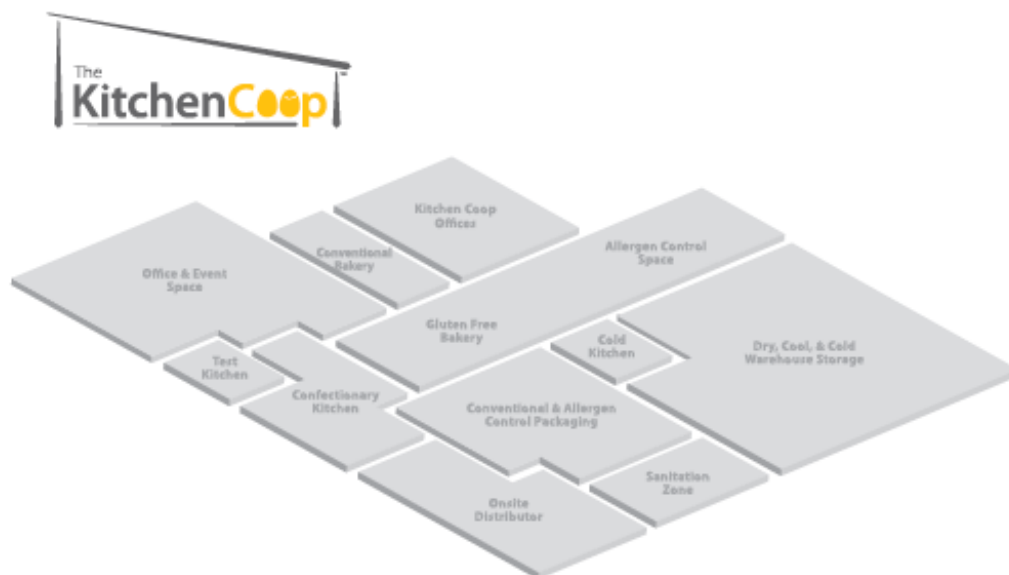 The
KitchenCoop
Kitchen Coop
Offices
Allergen Control
Space
Conventional
Bakery
Office & Event
Space
Gluten Free
Bakery
Cold
Kitchen
Dry, Cool, & Cold
Warehouse Storage
Test
Kitchen
Confectionary
Kitchen
Conventional & Allergen
Control Packaging
Sanitation
Zone
Onsite
Distributor